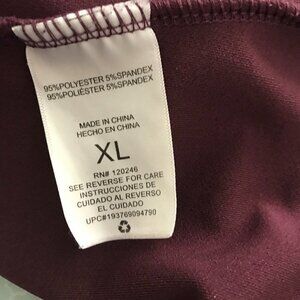 95%POLYESTER 5%SPANDEX
95%POLIÉSTER 5%SPANDEX
MADE IN CHINA
HECHO EN CHINA
XL
RN# 120246
SEE REVERSE FOR CARE
INSTRUCCIONES DE
CUIDADO AL REVERSO
EL CUIDADO
UPC#193769094790